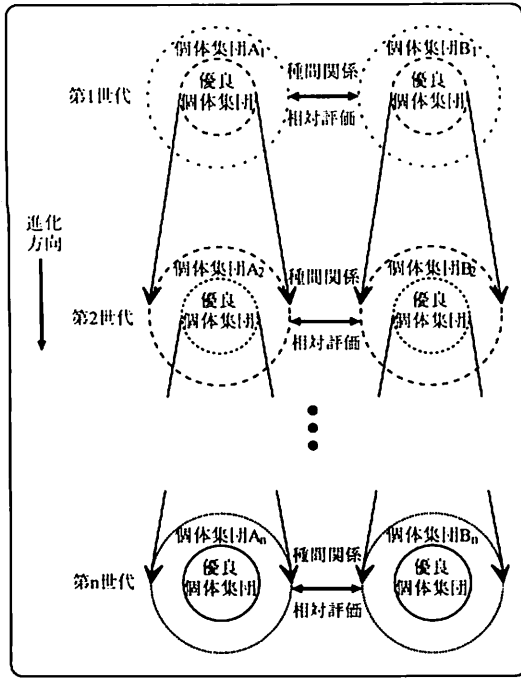 個体集団A₁
優良
個体集団
種間関係
相対評価
個体集団B₁
優良
個体集団
第1世代
進化
方向
個体集団A₂
優良
個体集団
種間関係
相対評価
個体集団B₂
優良
個体集団
第2世代
個体集団Aₙ
優良
個体集団
種間関係
相対評価
個体集団Bₙ
優良
個体集団
第n世代